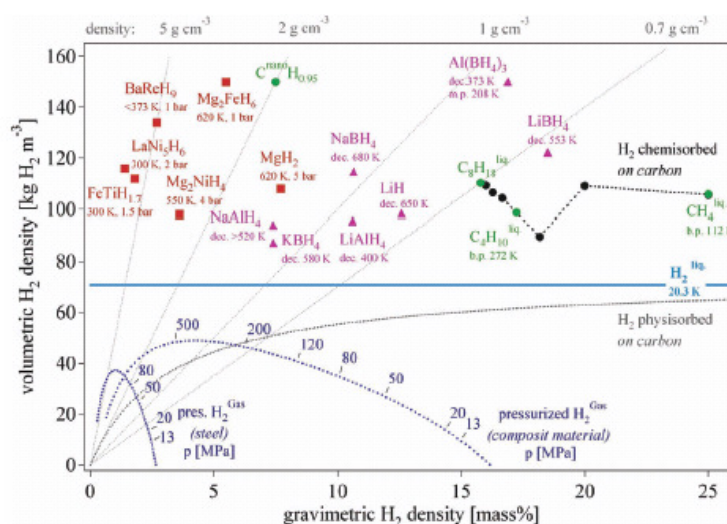 density: 5 g cm⁻³ 2 g cm⁻³ 1 g cm⁻³ 0.7 g cm⁻³
160
140
120
100
80
60
40
20
0
volumetric H₂ density [kg H₂ m⁻³]
BaReH₉
<373 K, 1 bar
Mg₂FeH₆
620 K, 1 bar
C^nano H₀.₉₅
Al(BH₄)₃
dec.373 K
m.p. 208 K
LaNi₅H₆
300 K, 2 bar
FeTiH₁.₇
300 K, 1.5 bar
Mg₂NiH₄
550 K, 4 bar
MgH₂
620 K, 5 bar
NaBH₄
dec. 680 K
LiBH₄
dec. 553 K
C₈H₁₈^liq.
H₂ chemisorbed
on carbon
LiH
dec. 650 K
NaAlH₄
dec. >520 K
KBH₄
dec. 580 K
LiAlH₄
dec. 400 K
C₄H₁₀^liq.
b.p. 272 K
CH₄^liq.
b.p. 112 K
H₂^liq.
20.3 K
H₂ physisorbed
on carbon
500
200
120
80
50
20
13
80
50
20
13
pres. H₂^Gas
(steel)
p [MPa]
pressurized H₂^Gas
(composit material)
p [MPa]
0 5 10 15 20 25
gravimetric H₂ density [mass%]